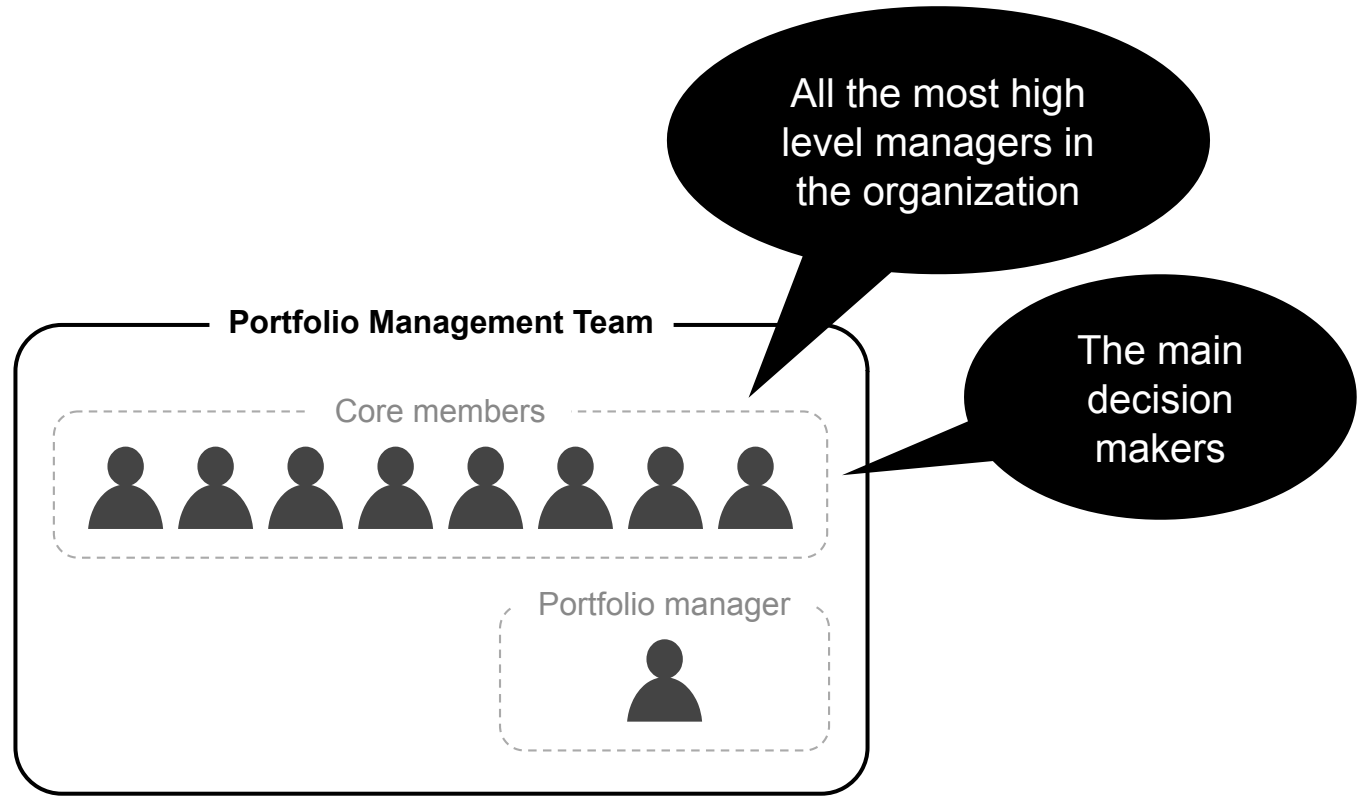 All the most high
level managers in
the organization
Portfolio Management Team
The main
decision
makers
Core members
Portfolio manager